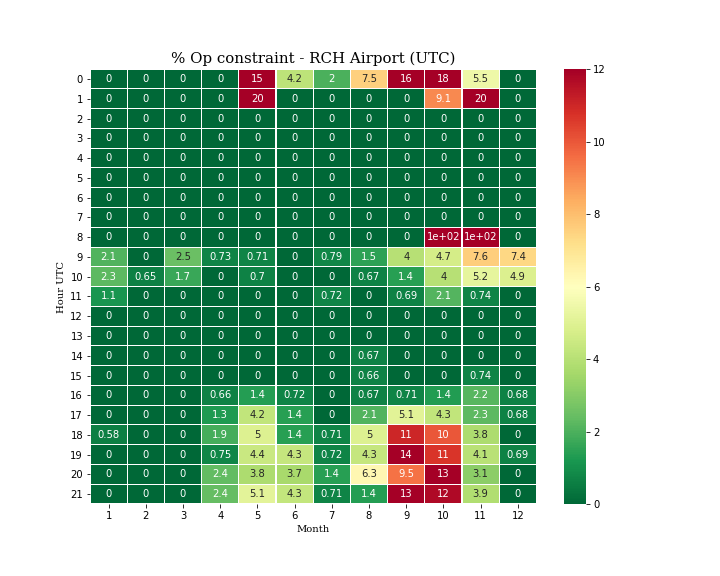 % Op constraint - RCH Airport (UTC)
0 0 0 0 0 15 4.2 2 7.5 16 18 5.5 0
1 0 0 0 0 20 0 0 0 0 9.1 20 0
2 0 0 0 0 0 0 0 0 0 0 0 0
3 0 0 0 0 0 0 0 0 0 0 0 0
4 0 0 0 0 0 0 0 0 0 0 0 0
5 0 0 0 0 0 0 0 0 0 0 0 0
6 0 0 0 0 0 0 0 0 0 0 0 0
7 0 0 0 0 0 0 0 0 0 0 0 0
8 0 0 0 0 0 0 0 0 0 1e+02 1e+02 0
9 2.1 0 2.5 0.73 0.71 0 0.79 1.5 4 4.7 7.6 7.4
10 2.3 0.65 1.7 0 0.7 0 0 0.67 1.4 4 5.2 4.9
11 1.1 0 0 0 0 0 0.72 0 0.69 2.1 0.74 0
12 0 0 0 0 0 0 0 0 0 0 0 0
13 0 0 0 0 0 0 0 0 0 0 0 0
14 0 0 0 0 0 0 0 0.67 0 0 0 0
15 0 0 0 0 0 0 0 0.66 0 0 0.74 0
16 0 0 0 0.66 1.4 0.72 0 0.67 0.71 1.4 2.2 0.68
17 0 0 0 1.3 4.2 1.4 0 2.1 5.1 4.3 2.3 0.68
18 0.58 0 0 1.9 5 1.4 0.71 5 11 10 3.8 0
19 0 0 0 0.75 4.4 4.3 0.72 4.3 14 11 4.1 0.69
20 0 0 0 2.4 3.8 3.7 1.4 6.3 9.5 13 3.1 0
21 0 0 0 2.4 5.1 4.3 0.71 1.4 13 12 3.9 0
1 2 3 4 5 6 7 8 9 10 11 12
Month
Hour UTC
12
10
8
6
4
2
0